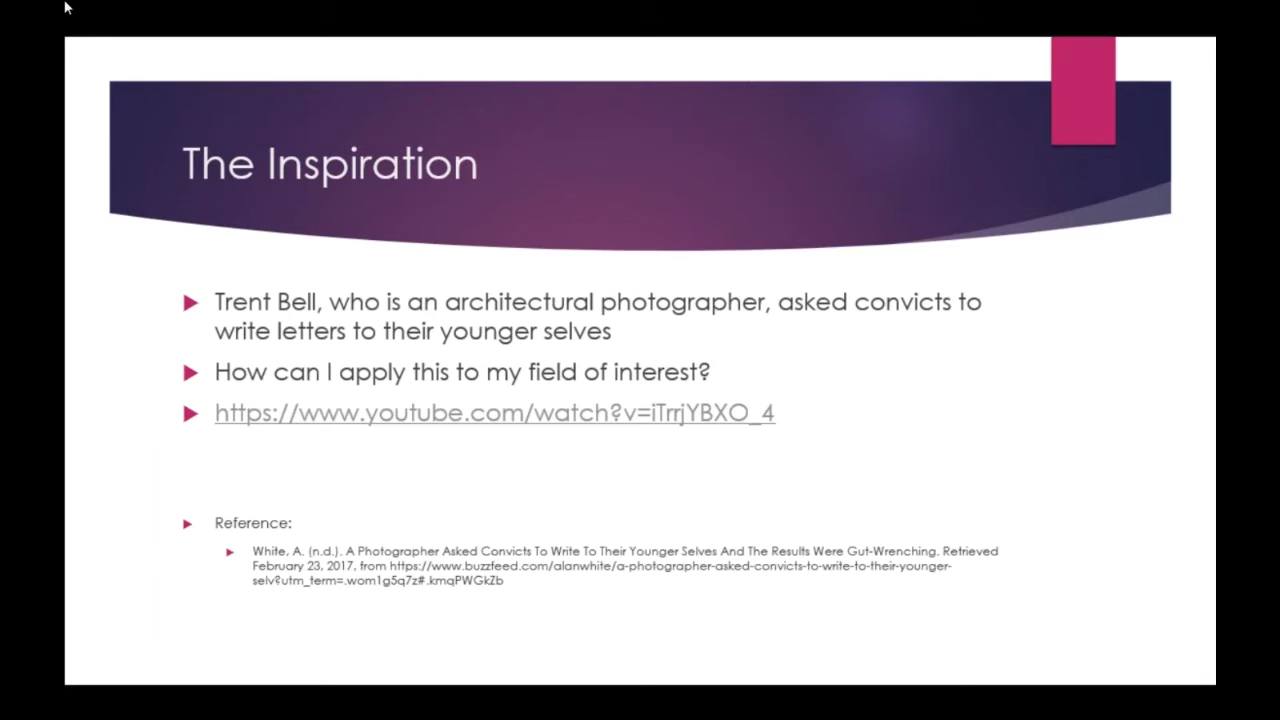 The Inspiration
Trent Bell, who is an architectural photographer, asked convicts to
write letters to their younger selves
How can I apply this to my field of interest?
https://www.youtube.com/watch?v=iTrrjYBXO_4
Reference:
White, A. (n.d.). A Photographer Asked Convicts To Write To Their Younger Selves And The Results Were Gut-Wrenching. Retrieved
February 23, 2017, from https://www.buzzfeed.com/alanwhite/a-photographer-asked-convicts-to-write-to-their-younger-
selv?utm_term=.wom1g5q7z#.kmqPWGkZb